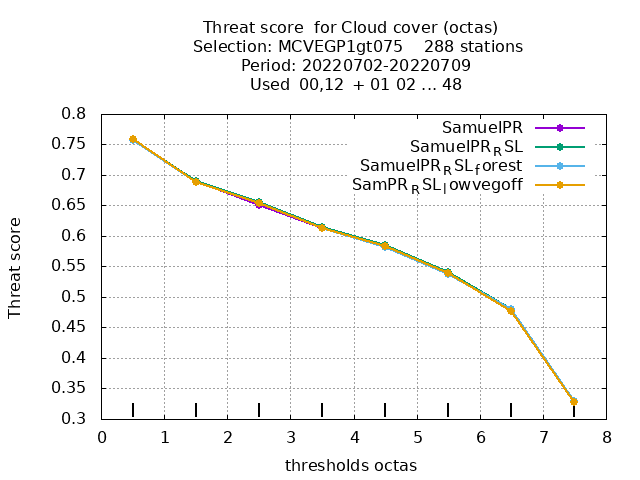 Threat score  for Cloud cover (octas)
Selection: MCVEGP1gt075    288 stations
Period: 20220702-20220709
Used  00,12  + 01 02 ... 48
SamuelPR
SamuelPR_RSL
SamuelPR_RSL_forest
SamPR_RSL_lowvegoff
0.8
0.75
0.7
0.65
0.6
0.55
0.5
0.45
0.4
0.35
0.3
Threat score
0 1 2 3 4 5 6 7 8
thresholds octas